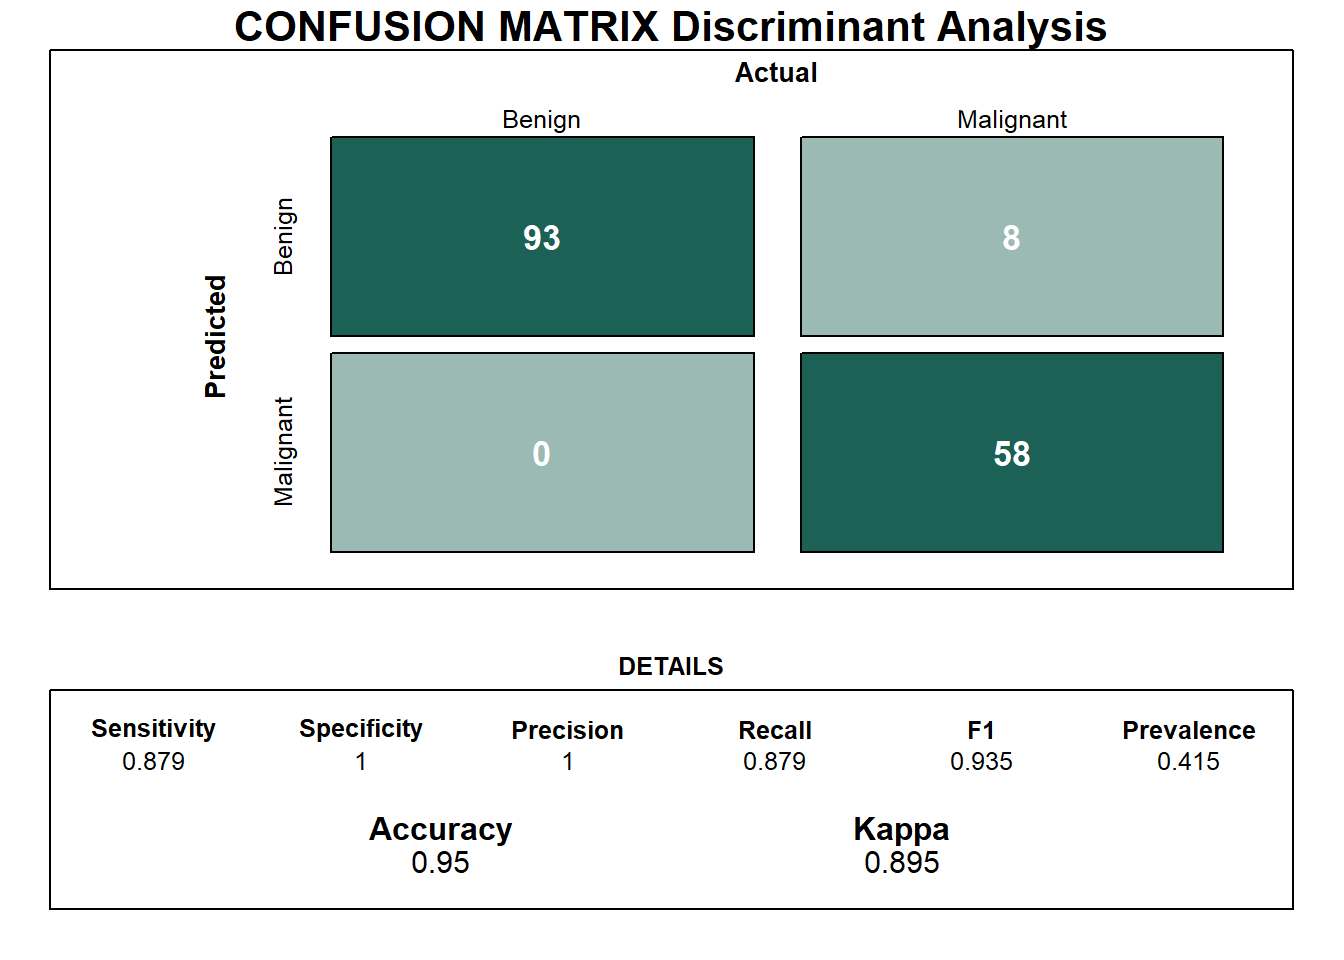 CONFUSION MATRIX Discriminant Analysis
Actual
Benign Malignant
Predicted
Benign
93 8
Malignant
0 58
DETAILS
Sensitivity Specificity Precision Recall F1 Prevalence
0.879 1 1 0.879 0.935 0.415
Accuracy Kappa
0.95 0.895